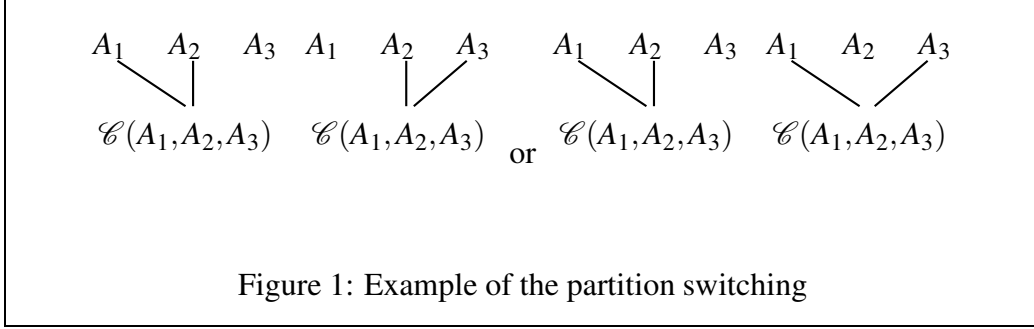 A₁ A₂ A₃ A₁ A₂ A₃ A₁ A₂ A₃ A₁ A₂ A₃
𝒞(A₁,A₂,A₃) 𝒞(A₁,A₂,A₃) or 𝒞(A₁,A₂,A₃) 𝒞(A₁,A₂,A₃)
Figure 1: Example of the partition switching